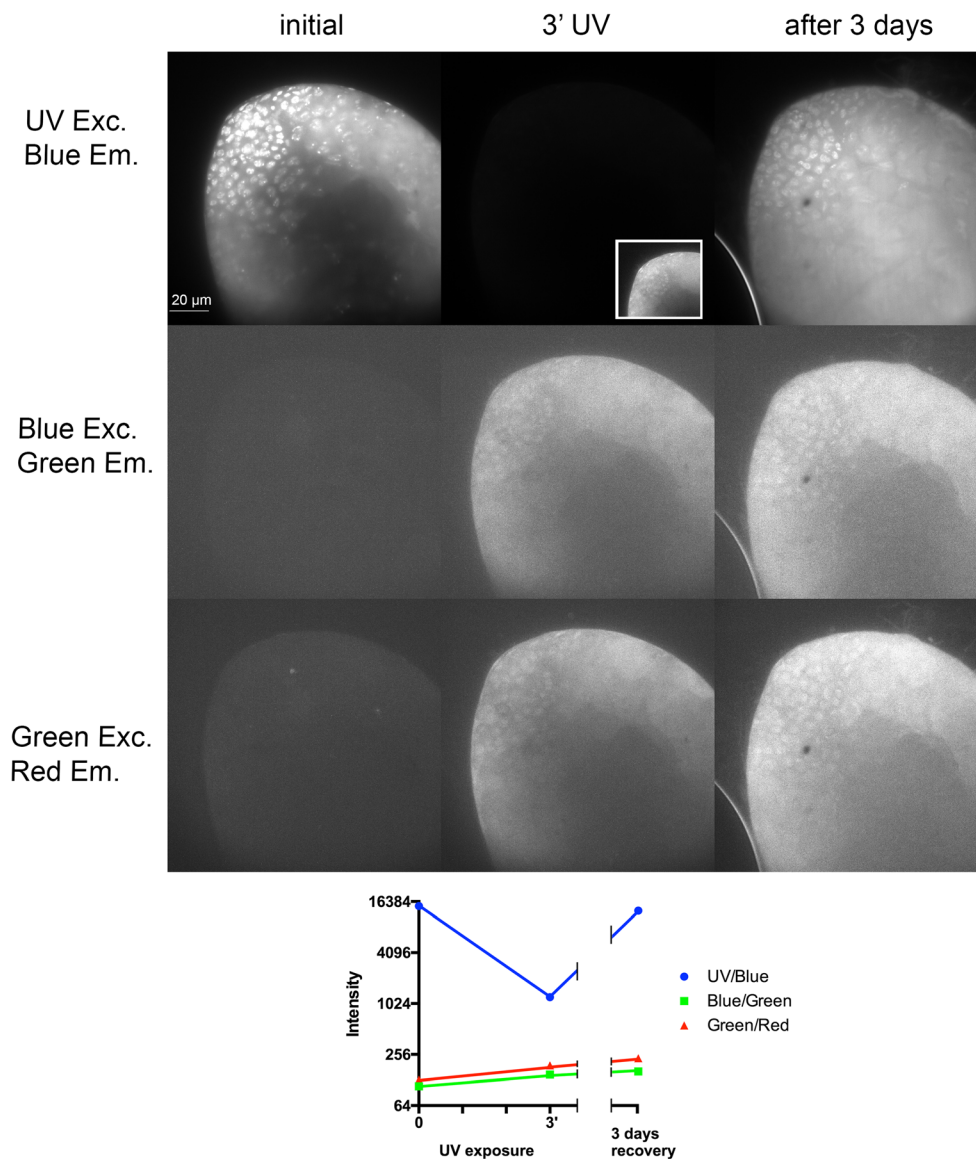 initial 3' UV after 3 days
UV Exc.
Blue Em.
20 µm
Blue Exc.
Green Em.
Green Exc.
Red Em.
16384
4096
1024
256
64
Intensity
0 3'
UV exposure
3 days
recovery
UV/Blue
Blue/Green
Green/Red